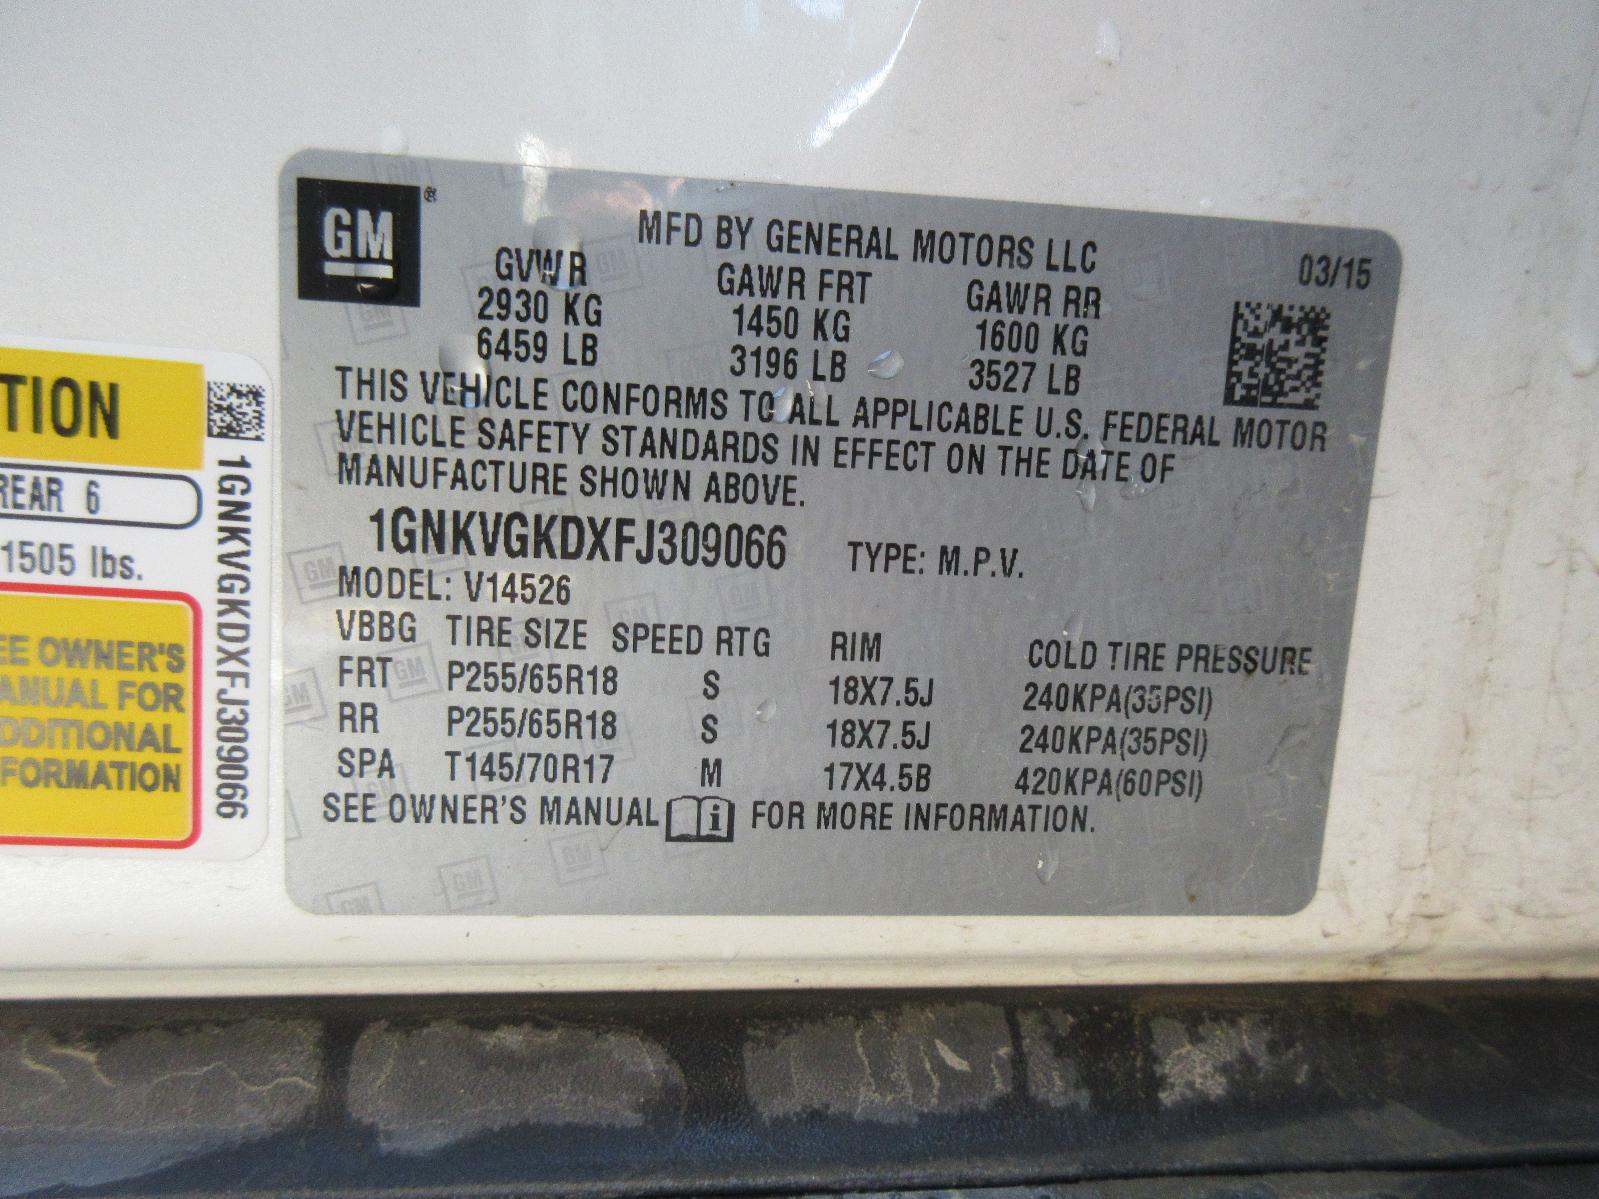 GM ®
MFD BY GENERAL MOTORS LLC
03/15
GVWR GAWR FRT GAWR RR
2930 KG 1450 KG 1600 KG
6459 LB 3196 LB 3527 LB
THIS VEHICLE CONFORMS TO ALL APPLICABLE U.S. FEDERAL MOTOR
VEHICLE SAFETY STANDARDS IN EFFECT ON THE DATE OF
MANUFACTURE SHOWN ABOVE.
1GNKVGKDXFJ309066 TYPE: M.P.V.
MODEL: V14526
VBBG TIRE SIZE SPEED RTG RIM COLD TIRE PRESSURE
FRT P255/65R18 S 18X7.5J 240KPA(35PSI)
RR P255/65R18 S 18X7.5J 240KPA(35PSI)
SPA T145/70R17 M 17X4.5B 420KPA(60PSI)
SEE OWNER'S MANUAL i FOR MORE INFORMATION.
TION
REAR 6
1505 lbs.
EE OWNER'S
ANUAL FOR
DDITIONAL
FORMATION
1GNKVGKDXFJ309066